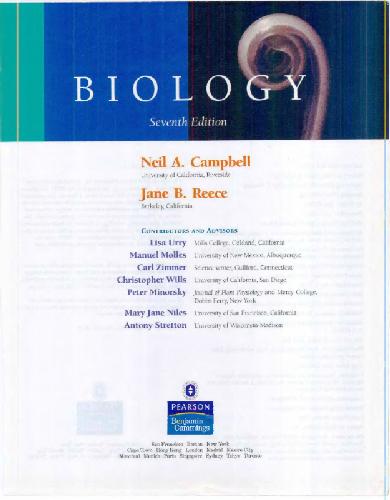 BIOLOGY
Seventh Edition
Neil A. Campbell
University of California, Riverside
Jane B. Reece
Berkeley, California
CONTRIBUTORS AND ADVISORS
Lisa Urry Mills College, Oakland, California
Manuel Molles University of New Mexico, Albuquerque
Carl Zimmer Science writer, Guilford, Connecticut
Christopher Wills University of California, San Diego
Peter Minorsky Journal of Plant Physiology and Mercy College,
Dobbs Ferry, New York
Mary Jane Niles University of San Francisco, California
Antony Stretton University of Wisconsin-Madison
PEARSON
Benjamin
Cummings
San Francisco Boston New York
Cape Town Hong Kong London Madrid Mexico City
Montreal Munich Paris Singapore Sydney Tokyo Toronto